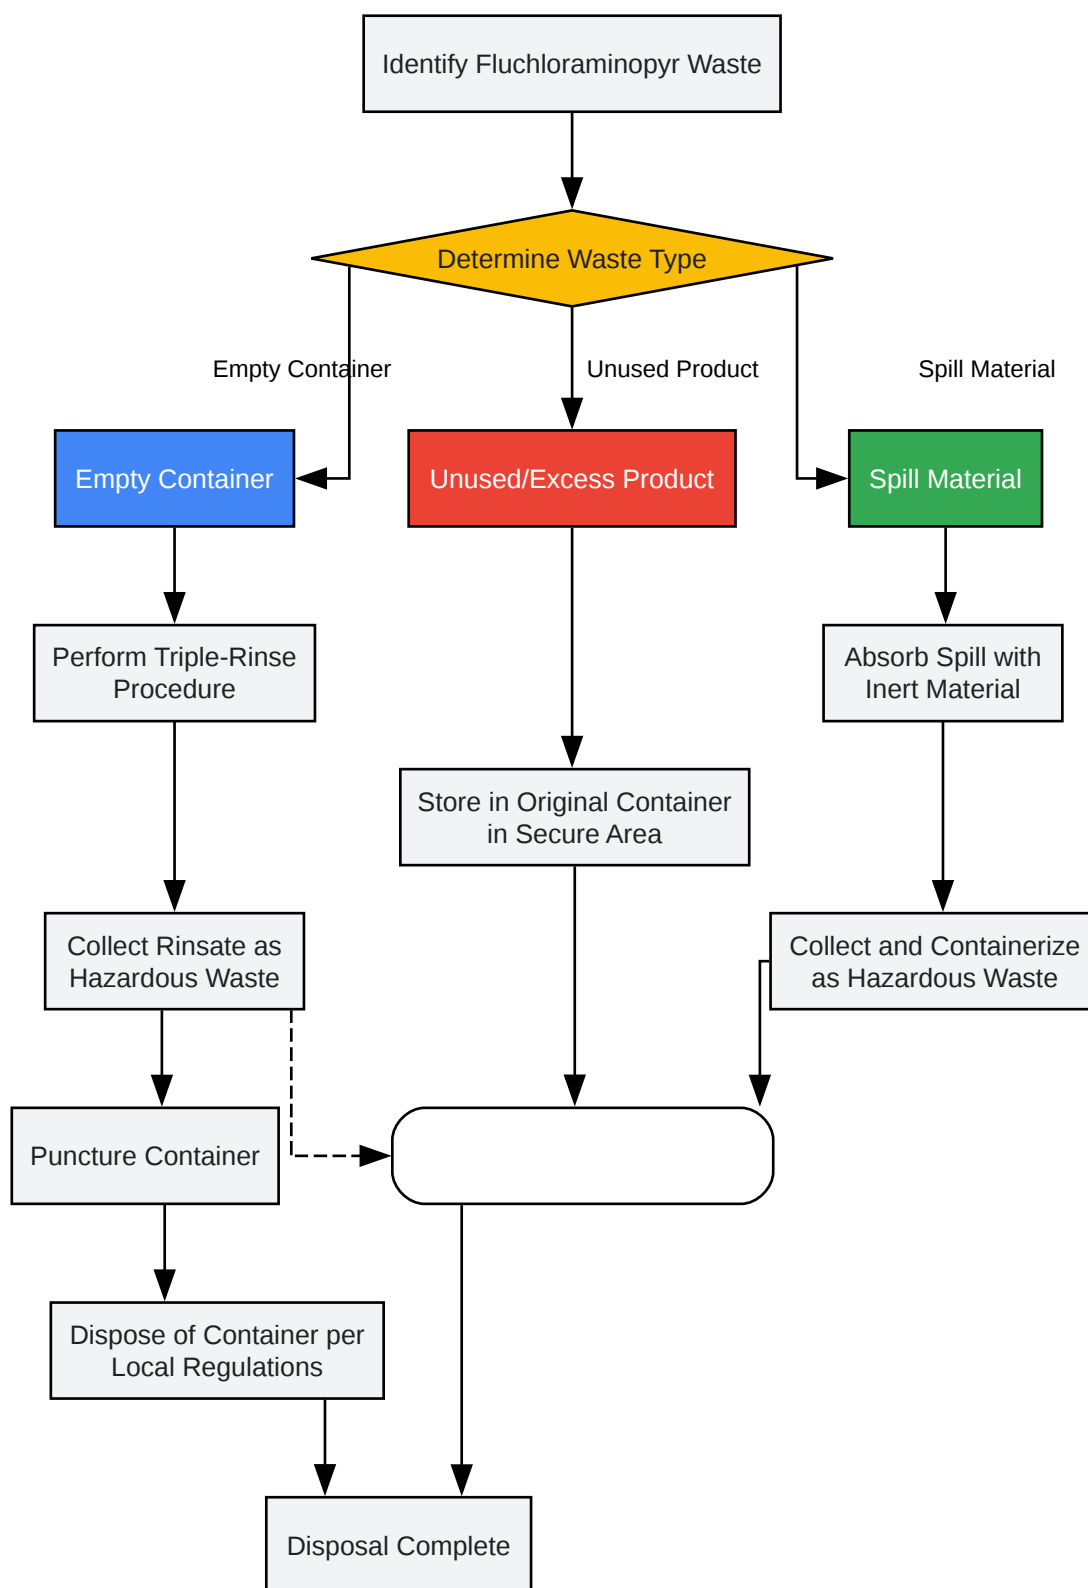 Identify Fluchloraminopyr Waste
Determine Waste Type
Empty Container
Unused Product
Spill Material
Empty Container
Unused/Excess Product
Spill Material
Perform Triple-Rinse
Procedure
Absorb Spill with
Inert Material
Store in Original Container
in Secure Area
Collect Rinsate as
Hazardous Waste
Collect and Containerize
as Hazardous Waste
Puncture Container
Dispose of Container per
Local Regulations
Disposal Complete